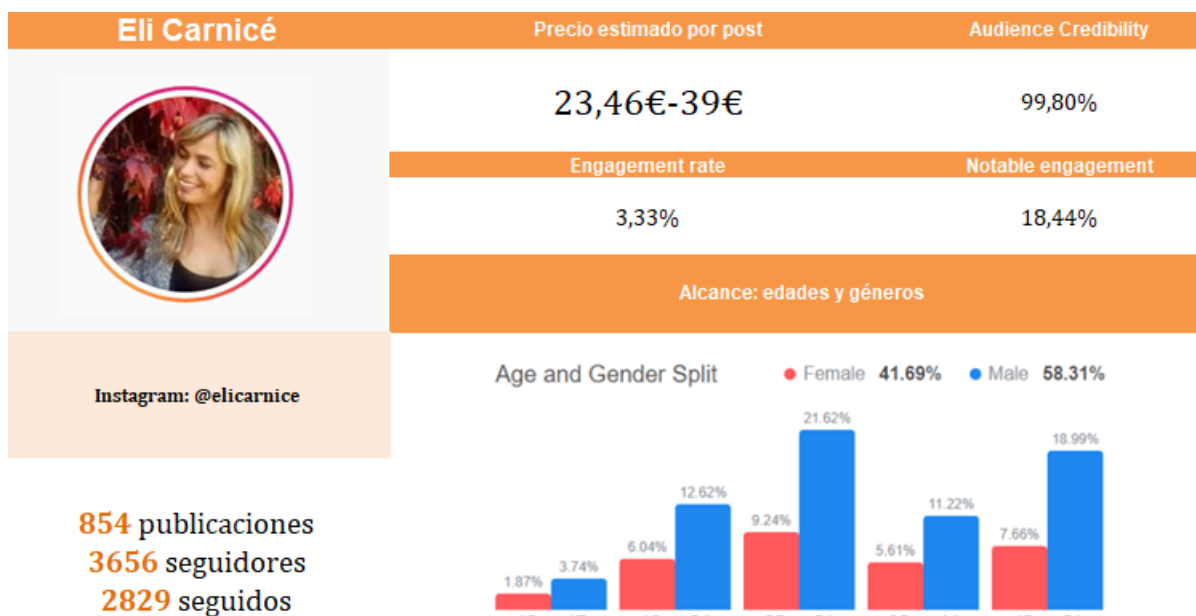 Eli Carnicé
Precio estimado por post
Audience Credibility
23,46€-39€
99,80%
Engagement rate
Notable engagement
3,33%
18,44%
Alcance: edades y géneros
Instagram: @elicarnice
Age and Gender Split
Female 41.69%
Male 58.31%
21.62%
18.99%
12.62%
11.22%
9.24%
7.66%
6.04%
5.61%
3.74%
1.87%
854 publicaciones
3656 seguidores
2829 seguidos